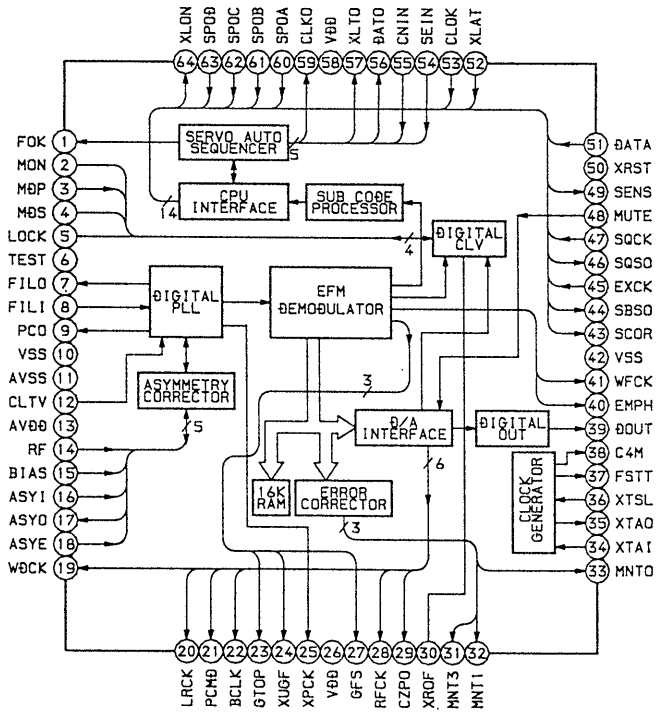 XLON SPOD SPOC SPOB SPOA CLKO VDD XLTO DATO CNIN SEIN CLOK XLAT
64 63 62 61 60 59 58 57 56 55 54 53 52
FOK 1
MON 2
MDP 3
MDS 4
LOCK 5
TEST 6
FILO 7
FILI 8
PCO 9
VSS 10
AVSS 11
CLTV 12
AVDD 13
RF 14
BIAS 15
ASYI 16
ASYO 17
ASYE 18
WDCK 19
SERVO AUTO
SEQUENCER
5
CPU
INTERFACE
14
SUB CODE
PROCESSOR
4
DIGITAL
CLV
DIGITAL
PLL
EFM
DEMODULATOR
ASYMMETRY
CORRECTOR
5
3
D/A
INTERFACE
6
DIGITAL
OUT
16K
RAM
ERROR
CORRECTOR
3
CLOCK
GENERATOR
51 DATA
50 XRST
49 SENS
48 MUTE
47 SQCK
46 SQSO
45 EXCK
44 SBSO
43 SCOR
42 VSS
41 WFCK
40 EMPH
39 DOUT
38 C4M
37 FSTT
36 XTSL
35 XTAO
34 XTAI
33 MNTO
20 21 22 23 24 25 26 27 28 29 30 31 32
LRCK PCMD BCLK GTOP XUGF XPCK VDD GFS RFCK CZPO XROF MNT3 MNT1